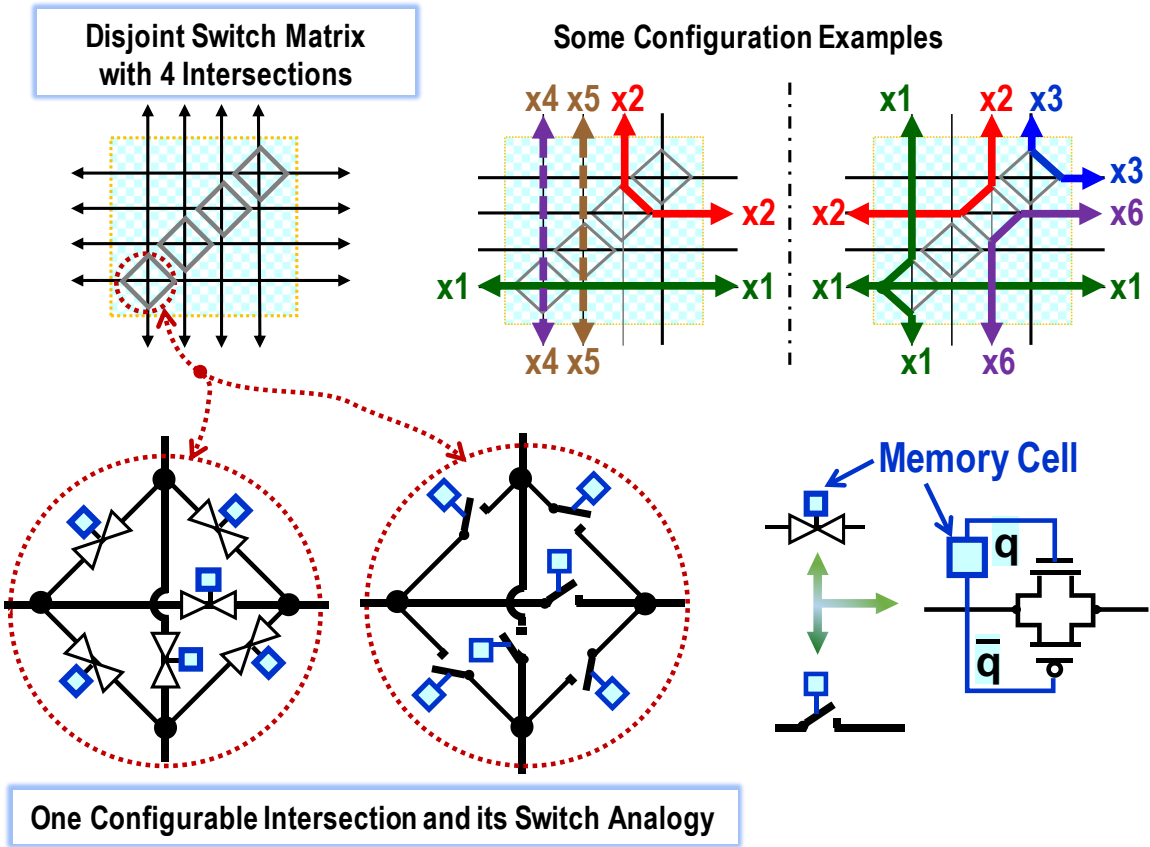 Disjoint Switch Matrix
with 4 Intersections
Some Configuration Examples
x4 x5 x2
x2
x1 x1
x4 x5
x1 x2 x3
x3
x2 x6
x1 x1
x1 x6
Memory Cell
q
q̅
One Configurable Intersection and its Switch Analogy